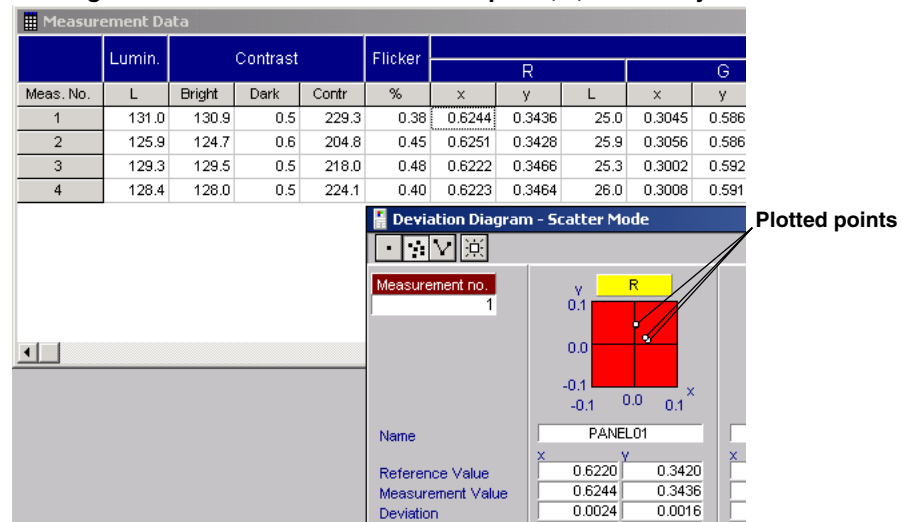 Measurement Data
Lumin. Contrast Flicker
R G
Meas. No. L Bright Dark Contr % x y L x y
1 131.0 130.9 0.5 229.3 0.38 0.6244 0.3436 25.0 0.3045 0.586
2 125.9 124.7 0.6 204.8 0.45 0.6251 0.3428 25.9 0.3056 0.586
3 129.3 129.5 0.5 218.0 0.48 0.6222 0.3466 25.3 0.3002 0.592
4 128.4 128.0 0.5 224.1 0.40 0.6223 0.3464 26.0 0.3008 0.591
Deviation Diagram - Scatter Mode
Plotted points
Measurement no.
1
R
Y
0.1
0.0
-0.1
x
-0.1 0.0 0.1
Name PANEL01
x y x
Reference Value 0.6220 0.3420
Measurement Value 0.6244 0.3436
Deviation 0.0024 0.0016